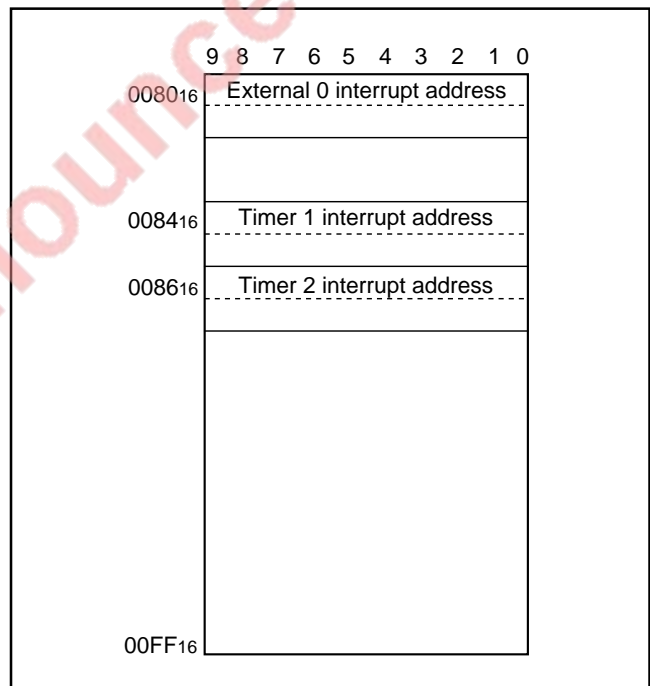 9 8 7 6 5 4 3 2 1 0
0080₁₆ External 0 interrupt address
0084₁₆ Timer 1 interrupt address
0086₁₆ Timer 2 interrupt address
00FF₁₆
ounce